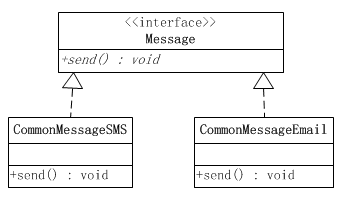 <<interface>>
Message
+send() : void
CommonMessageSMS
+send() : void
CommonMessageEmail
+send() : void